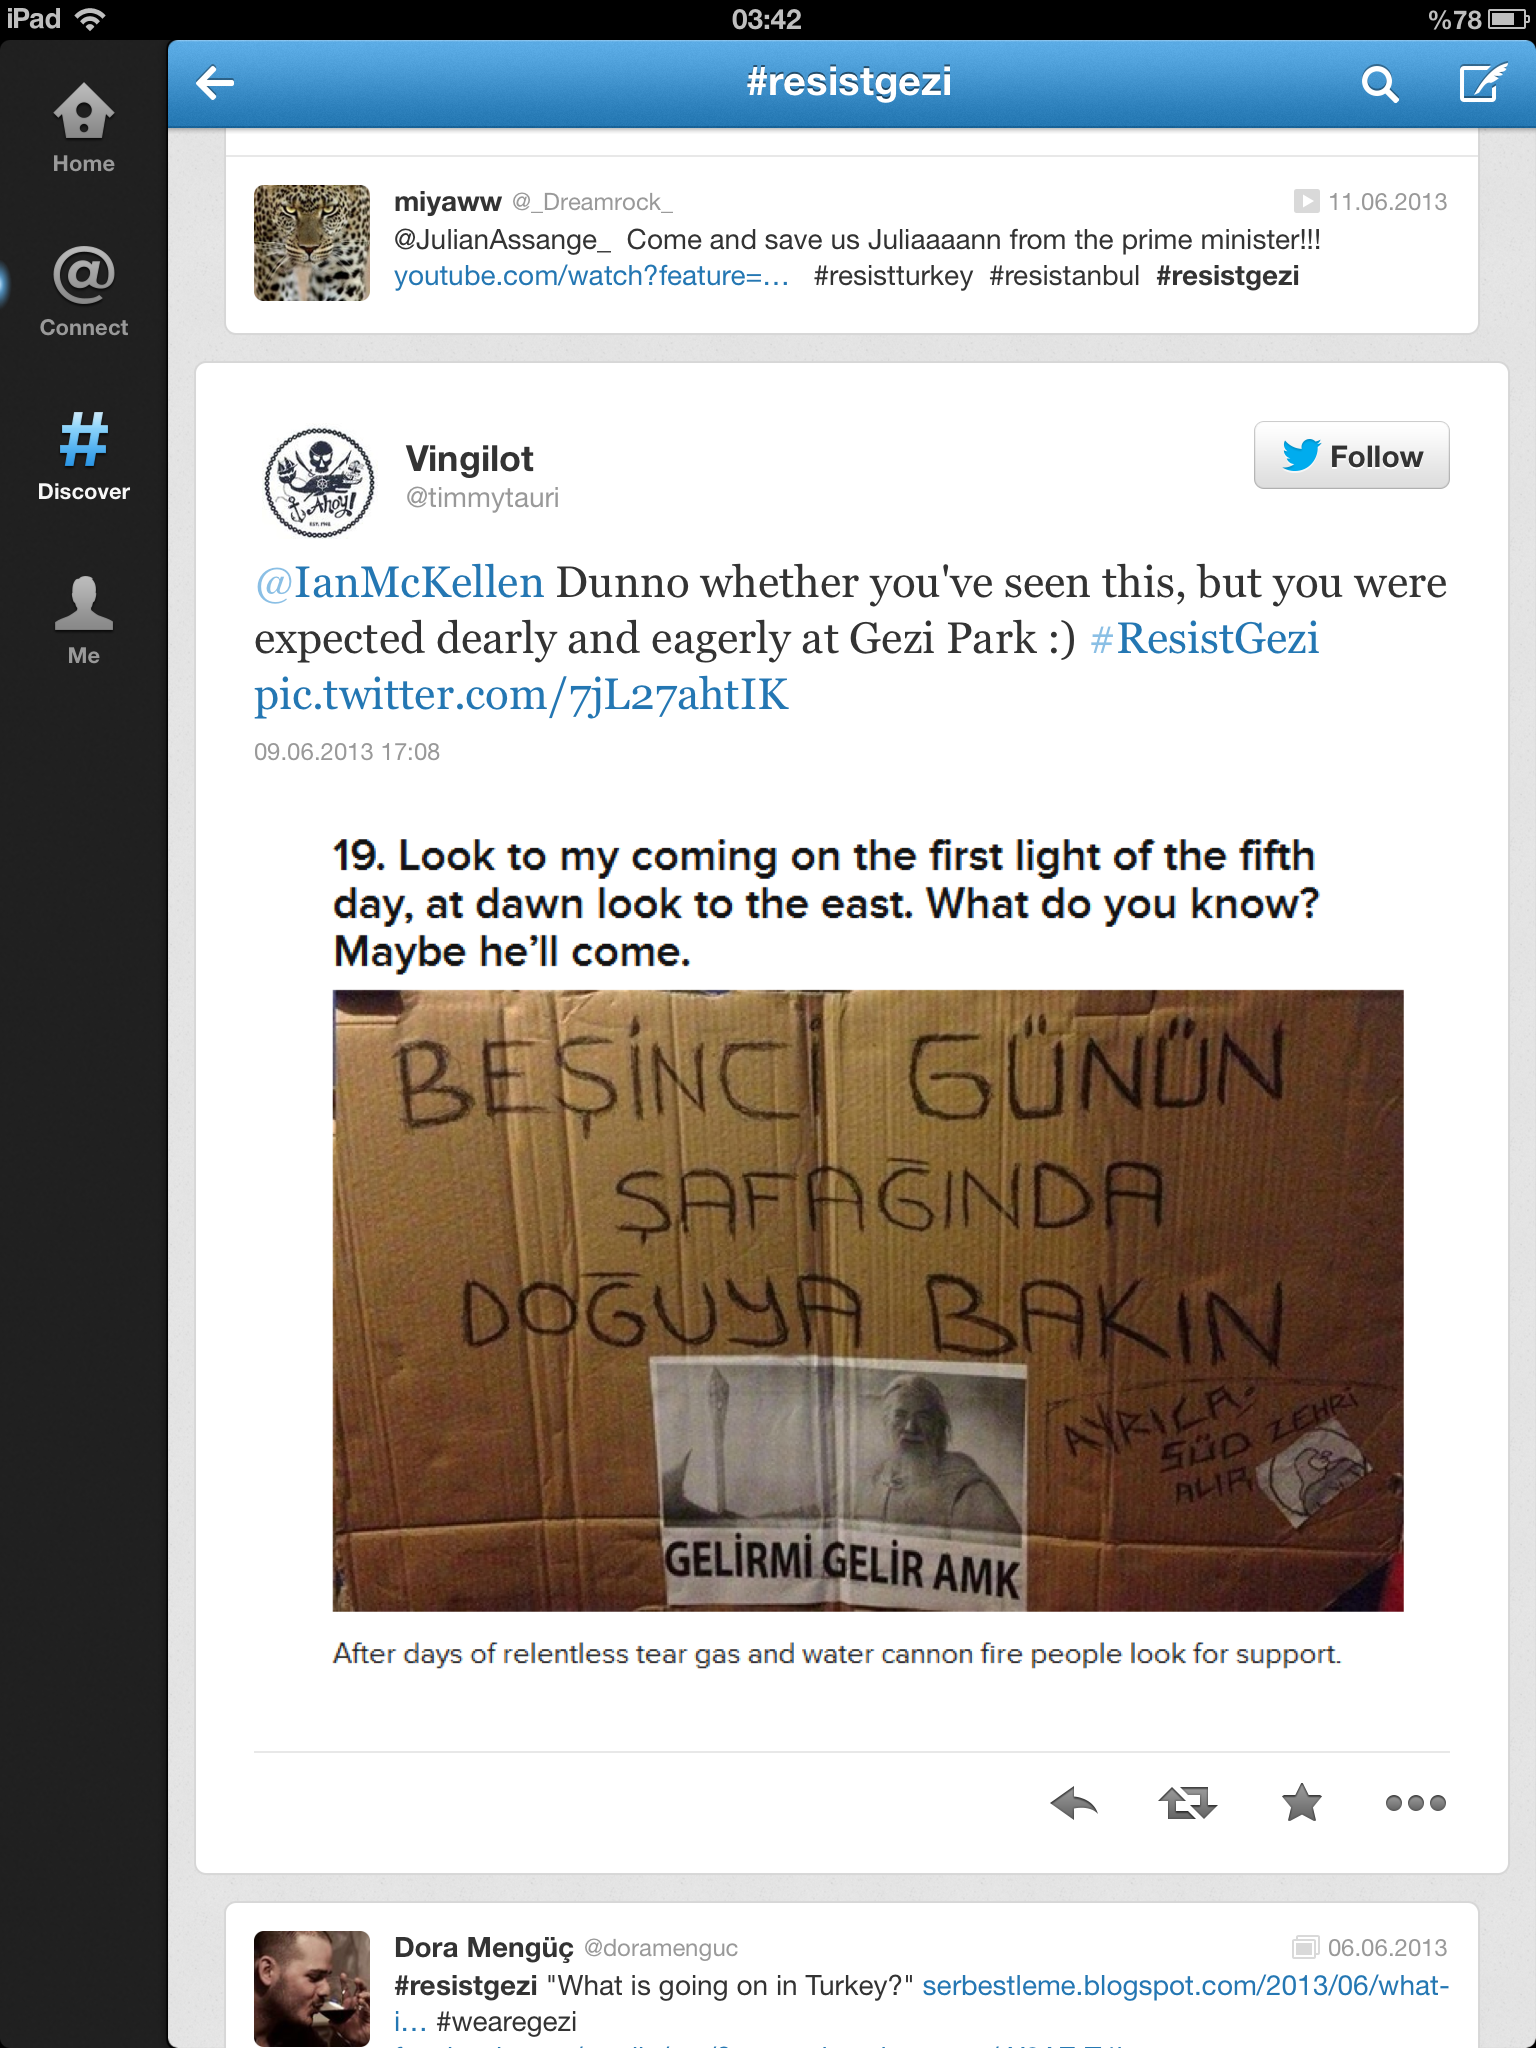 iPad 03:42 %78
#resistgezi
Home
Connect
Discover
Me
miyaww @_Dreamrock_ 11.06.2013
@JulianAssange_ Come and save us Juliaaaann from the prime minister!!!
youtube.com/watch?feature=… #resistturkey #resistanbul #resistgezi
Vingilot
@timmytauri
Follow
Ahoy!
@IanMcKellen Dunno whether you've seen this, but you were
expected dearly and eagerly at Gezi Park :) #ResistGezi
pic.twitter.com/7jL27ahtIK
09.06.2013 17:08
19. Look to my coming on the first light of the fifth
day, at dawn look to the east. What do you know?
Maybe he'll come.
BEŞİNCİ GÜNÜN
ŞAFAĞINDA
DOĞUYA BAKIN
AYRICA:
SÜD ZEHRİ
ALIR
GELİRMİ GELİR AMK
After days of relentless tear gas and water cannon fire people look for support.
Dora Mengüç @doramenguc 06.06.2013
#resistgezi "What is going on in Turkey?" serbestleme.blogspot.com/2013/06/what-
i… #wearegezi